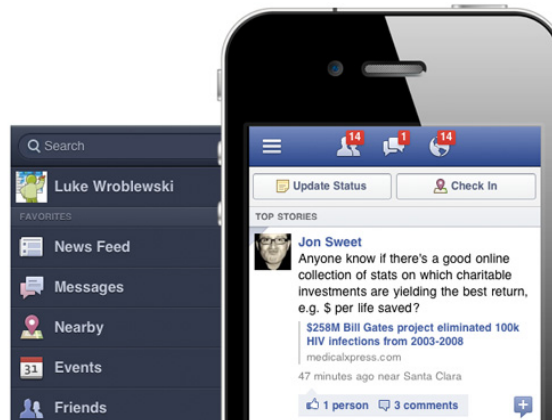 Search
Luke Wroblewski
FAVORITES
News Feed
Messages
Nearby
31
Events
Friends
14
1
14
Update Status
Check In
TOP STORIES
Jon Sweet
Anyone know if there's a good online
collection of stats on which charitable
investments are yielding the best return,
e.g. $ per life saved?
$258M Bill Gates project eliminated 100k
HIV infections from 2003-2008
medicalxpress.com
47 minutes ago near Santa Clara
1 person
3 comments